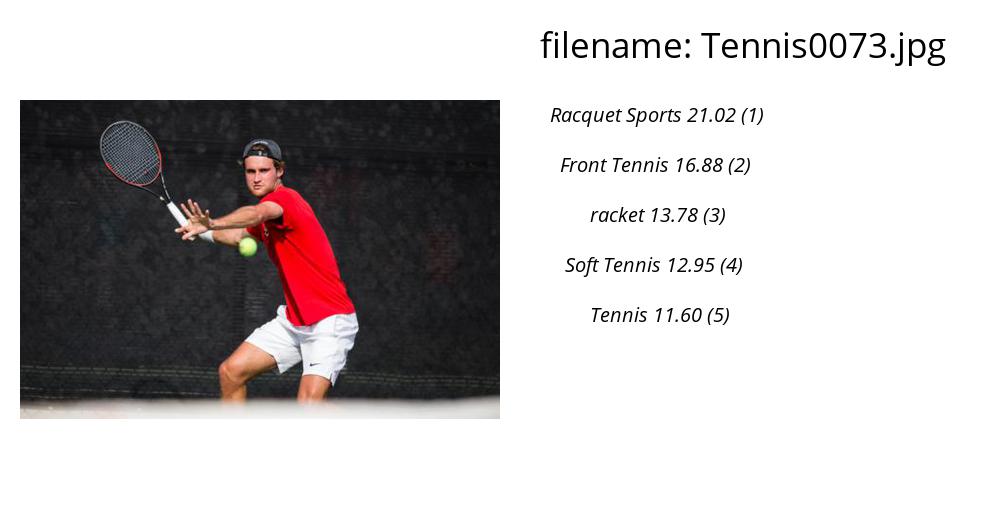 filename: Tennis0073.jpg
Racquet Sports 21.02 (1)
Front Tennis 16.88 (2)
racket 13.78 (3)
Soft Tennis 12.95 (4)
Tennis 11.60 (5)